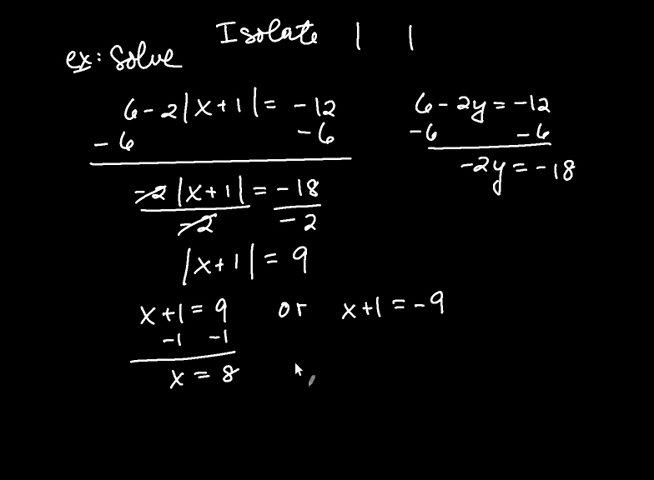 Isolate | |
ex: Solve
6-2|x+1| = -12
-6 -6
-2|x+1| = -18
-2 -2
|x+1| = 9
x+1 = 9 or x+1 = -9
-1 -1
x = 8
6-2y = -12
-6 -6
-2y = -18